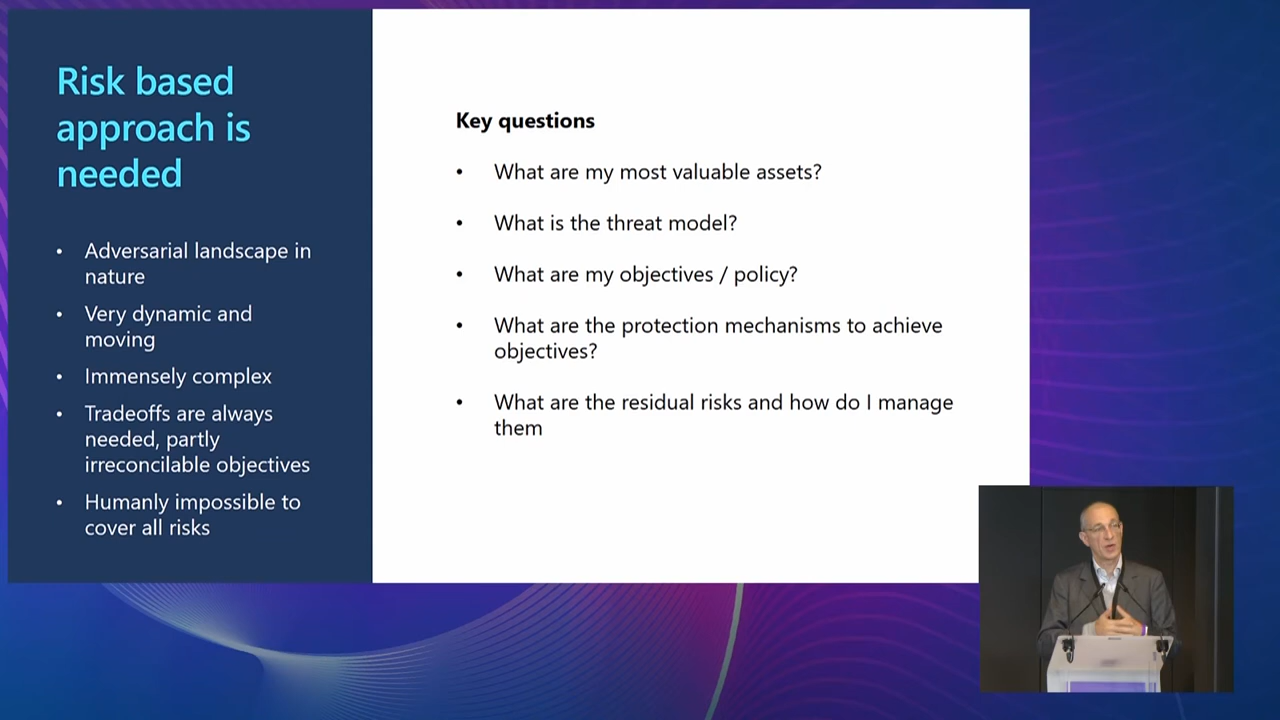 Risk based
approach is
needed
• Adversarial landscape in
nature
• Very dynamic and
moving
• Immensely complex
• Tradeoffs are always
needed, partly
irreconcilable objectives
• Humanly impossible to
cover all risks
Key questions
• What are my most valuable assets?
• What is the threat model?
• What are my objectives / policy?
• What are the protection mechanisms to achieve
objectives?
• What are the residual risks and how do I manage
them